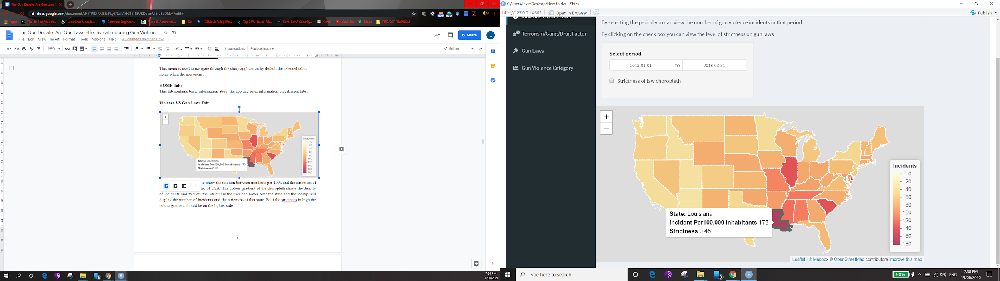 The Gun Debate: Are Gun Laws
docs.google.com/document/d/1TPBXRMSUiRLySRwilAHG1SI15UKDecmVI5ruSaDkfv4/edit#
Apps
The 30 Best Websit...
Let's Chat Module...
Software Engineer...
Audit & Assurance...
Del
123MovieRulz | Wat...
Top 21% House Pric...
Enrol For A Security...
Gmail
YouTube
Maps
PROJECT PRAPOSAL
The Gun Debate: Are Gun Laws Effective at reducing Gun Violence
File Edit View Insert Format Tools Add-ons Help All changes saved in Drive
Share
L
100%
Image options
Replace image
Editing
This menu is used to navigate through the shiny application by default the selected tab is
home when the app opens.
HOME Tab:
This tab contains basic information about the app and brief information on different tabs.
Violence VS Gun Laws Tab:
+
−
Incidents
0
20
40
60
80
100
120
140
160
180
State: Louisiana
Incident Per100,000 inhabitants 173
Strictness 0.45
to show the relation between incidents per 100k and the strictness of
tes of USA. The colour gradient of the choropleth shows the density
of incidents and to view the strictness the user can hover over the state and the tooltip will
display the number of incidents and the strictness of that state. So if the strictnees in high the
colour gradient should be on the lighter side.
7
7:38 PM
19/06/2020
C:/Users/lavir/Desktop/New folder - Shiny
http://127.0.0.1:4663
Open in Browser
Publish
Violence VS Gun Laws
Terrorism/Gang/Drug Factor
Gun Laws
Gun Violence Category
By selecting the period you can view the number of gun violence incidents in that period
By clicking on the check box you can view the level of strictness on gun laws
Select period
2013-01-01 to 2018-03-31
Strictness of law choropleth
+
−
State: Louisiana
Incident Per100,000 inhabitants 173
Strictness 0.45
Incidents
0
20
40
60
80
100
120
140
160
180
Leaflet | © Mapbox © OpenStreetMap contributors Improve this map
Type here to search
98%
ENG
7:38 PM
19/06/2020